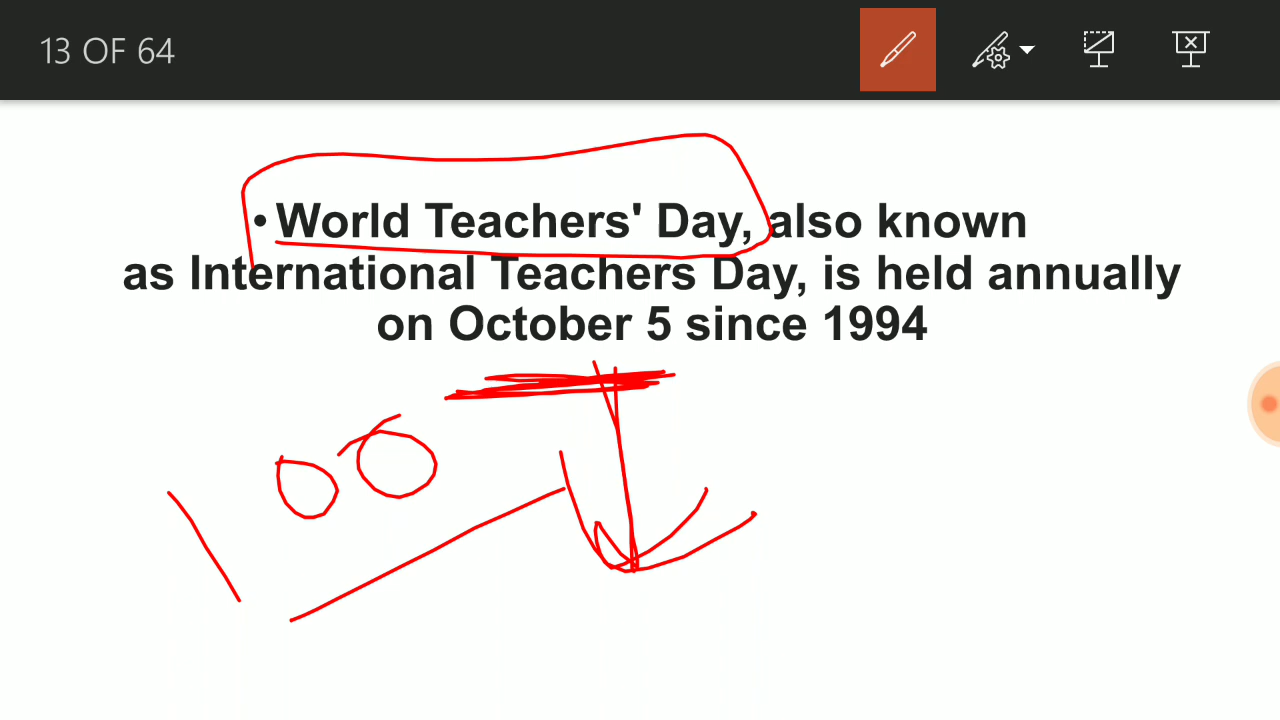 13 OF 64
•World Teachers' Day, also known
as International Teachers Day, is held annually
on October 5 since 1994
100